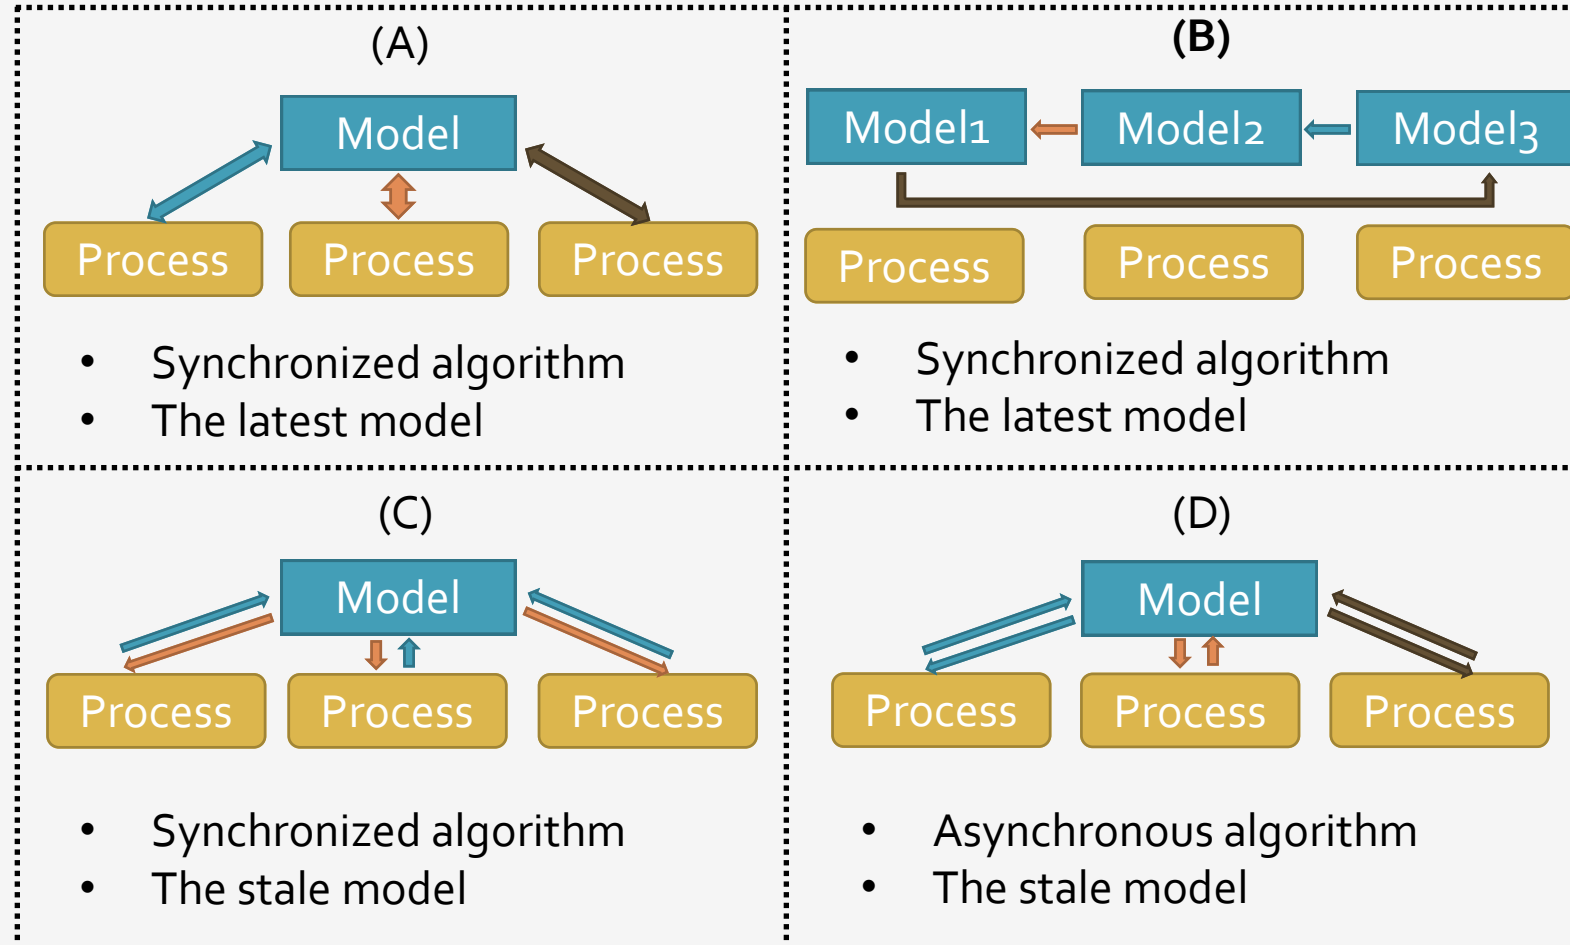 (A)
Model
Process Process Process
• Synchronized algorithm
• The latest model
(B)
Model1 Model2 Model3
Process Process Process
• Synchronized algorithm
• The latest model
(C)
Model
Process Process Process
• Synchronized algorithm
• The stale model
(D)
Model
Process Process Process
• Asynchronous algorithm
• The stale model